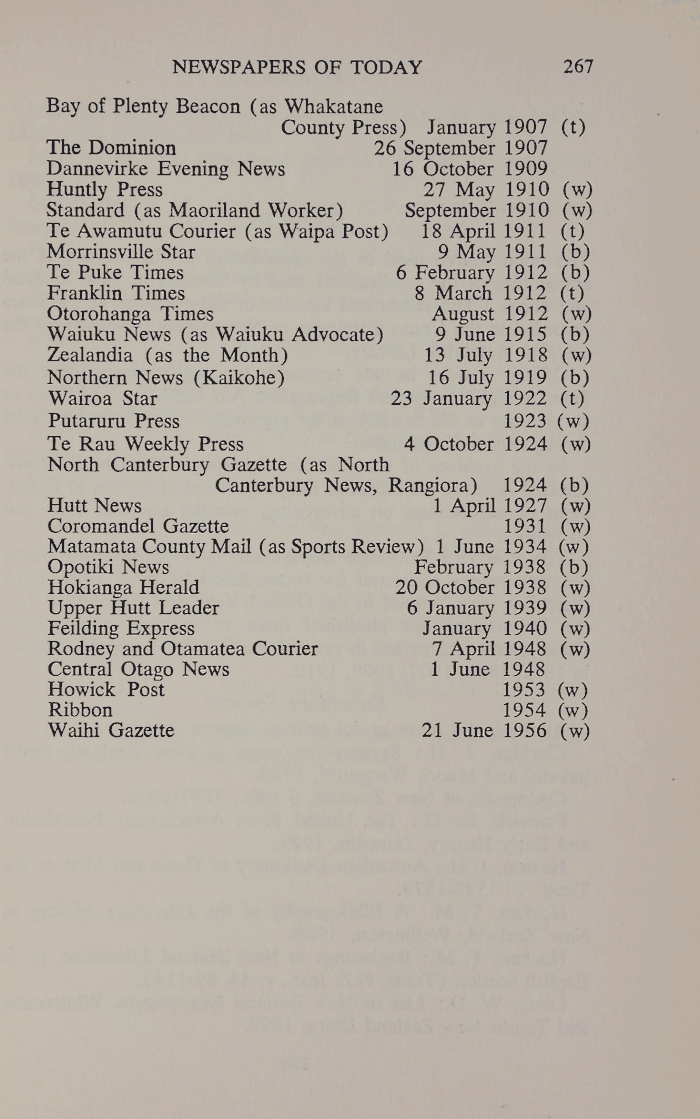 NEWSPAPERS OF TODAY 267
Bay of Plenty Beacon (as Whakatane
County Press) January 1907 (t)
The Dominion 26 September 1907
Dannevirke Evening News 16 October 1909
Huntly Press 27 May 1910 (w)
Standard (as Maoriland Worker) September 1910 (w)
Te Awamutu Courier (as Waipa Post) 18 April 1911 (t)
Morrinsville Star 9 May 1911 (b)
Te Puke Times 6 February 1912 (b)
Franklin Times 8 March 1912 (t)
Otorohanga Times August 1912 (w)
Waiuku News (as Waiuku Advocate) 9 June 1915 (b)
Zealandia (as the Month) 13 July 1918 (w)
Northern News (Kaikohe) 16 July 1919 (b)
Wairoa Star 23 January 1922 (t)
Putaruru Press 1923 (w)
Te Rau Weekly Press 4 October 1924 (w)
North Canterbury Gazette (as North
Canterbury News, Rangiora) 1924 (b)
Hutt News 1 April 1927 (w)
Coromandel Gazette 1931 (w)
Matamata County Mail (as Sports Review) 1 June 1934 (w)
Opotiki News February 1938 (b)
Hokianga Herald 20 October 1938 (w)
Upper Hutt Leader 6 January 1939 (w)
Feilding Express January 1940 (w)
Rodney and Otamatea Courier 7 April 1948 (w)
Central Otago News 1 June 1948
Howick Post 1953 (w)
Ribbon 1954 (w)
Waihi Gazette 21 June 1956 (w)